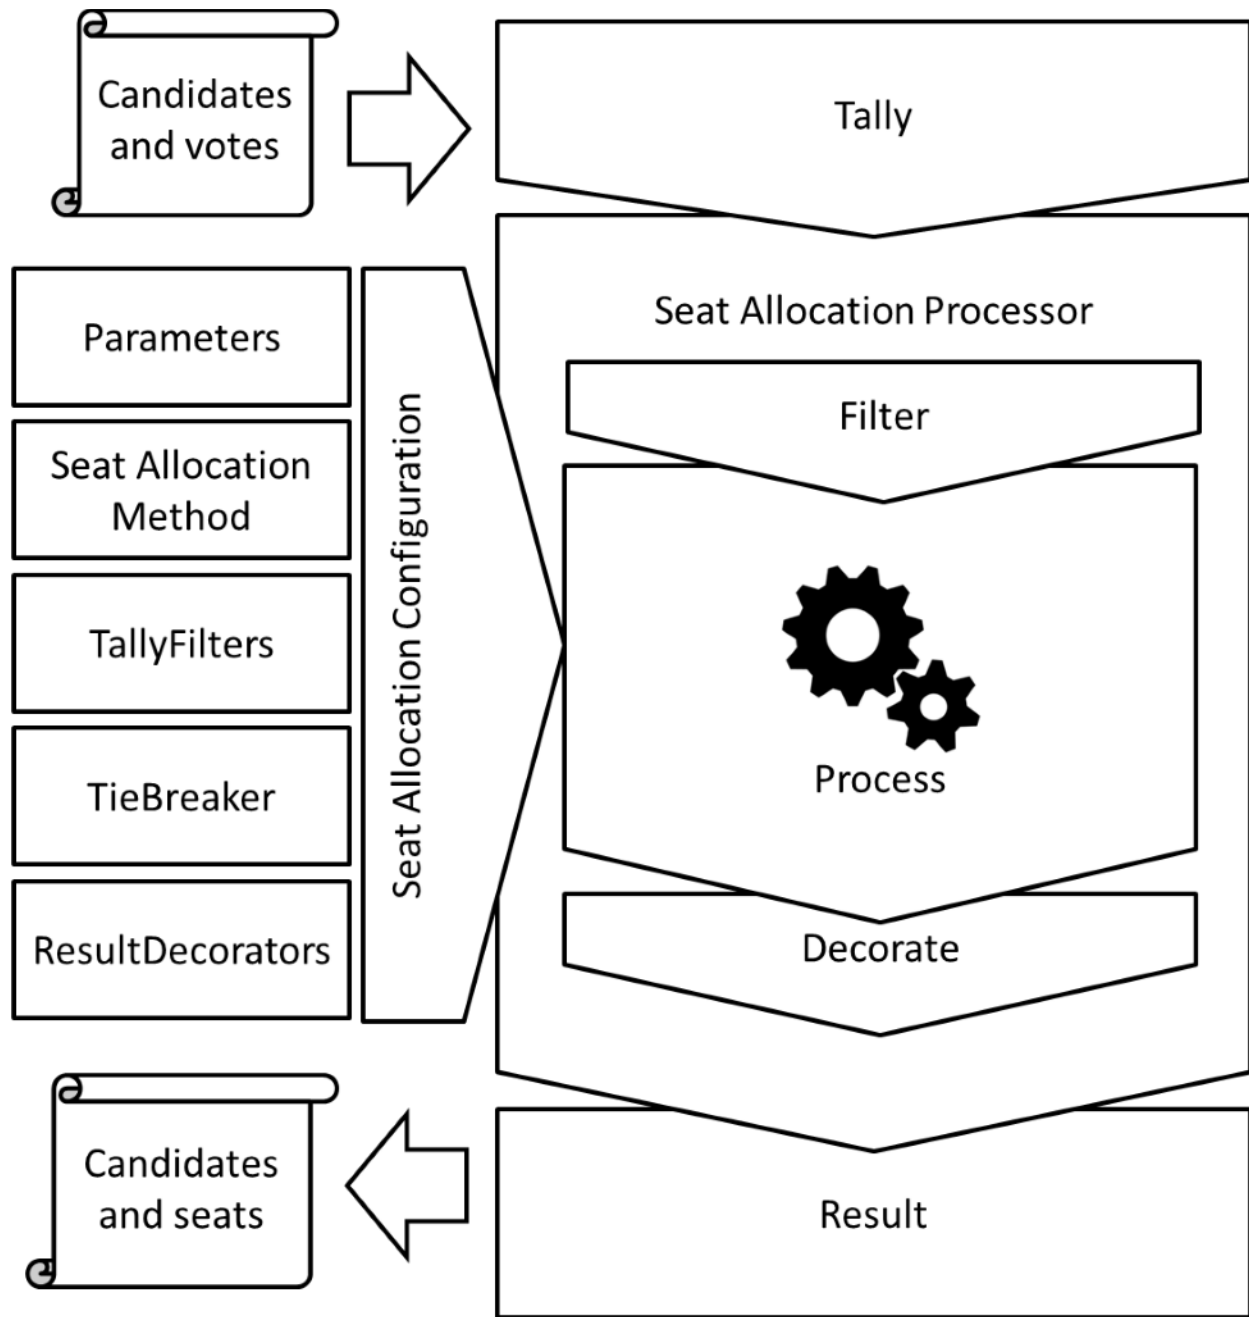 Candidates
and votes
Tally
Parameters
Seat Allocation
Method
TallyFilters
TieBreaker
ResultDecorators
Seat Allocation Configuration
Seat Allocation Processor
Filter
Process
Decorate
Result
Candidates
and seats